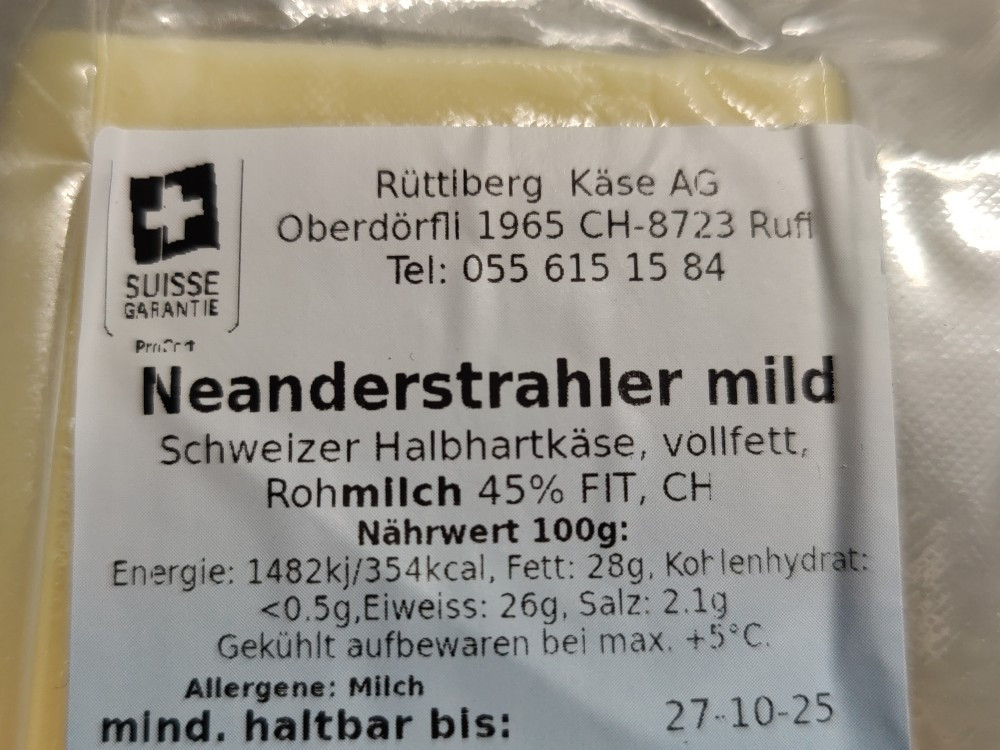 SUISSE
GARANTIE
Rüttiberg Käse AG
Oberdörfli 1965 CH-8723 Rufi
Tel: 055 615 15 84
Neanderstrahler mild
Schweizer Halbhartkäse, vollfett,
Rohmilch 45% FIT, CH
Nährwert 100g:
Energie: 1482kj/354kcal, Fett: 28g, Kohlenhydrat:
<0.5g,Eiweiss: 26g, Salz: 2.1g
Gekühlt aufbewaren bei max. +5°C.
Allergene: Milch
mind. haltbar bis: 27-10-25